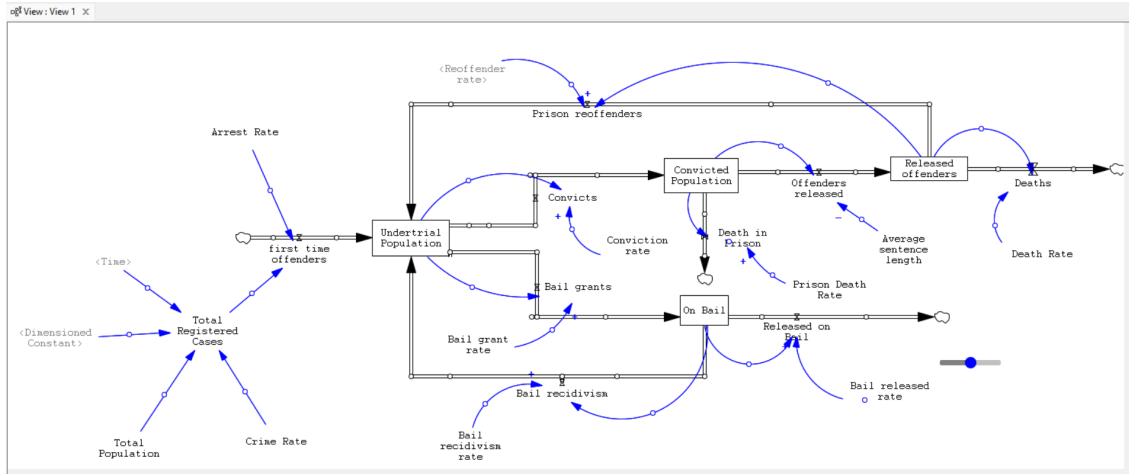 View : View 1 X
<Reoffender
rate>
+
Prison reoffenders
Arrest Rate
Convicted
Population
Released
offenders
Offenders
released
Deaths
Convicts
+
Undertrial
Population
first time
offenders
Conviction
rate
Death in
Prison
+
−
Average
sentence
length
Death Rate
<Time>
Prison Death
Rate
Bail grants
+
On Bail
Released on
Bail
<Dimensioned
Constant>
Total
Registered
Cases
Bail grant
rate
+
Bail recidivism
Bail released
rate
Total
Population
Crime Rate
Bail
recidivism
rate